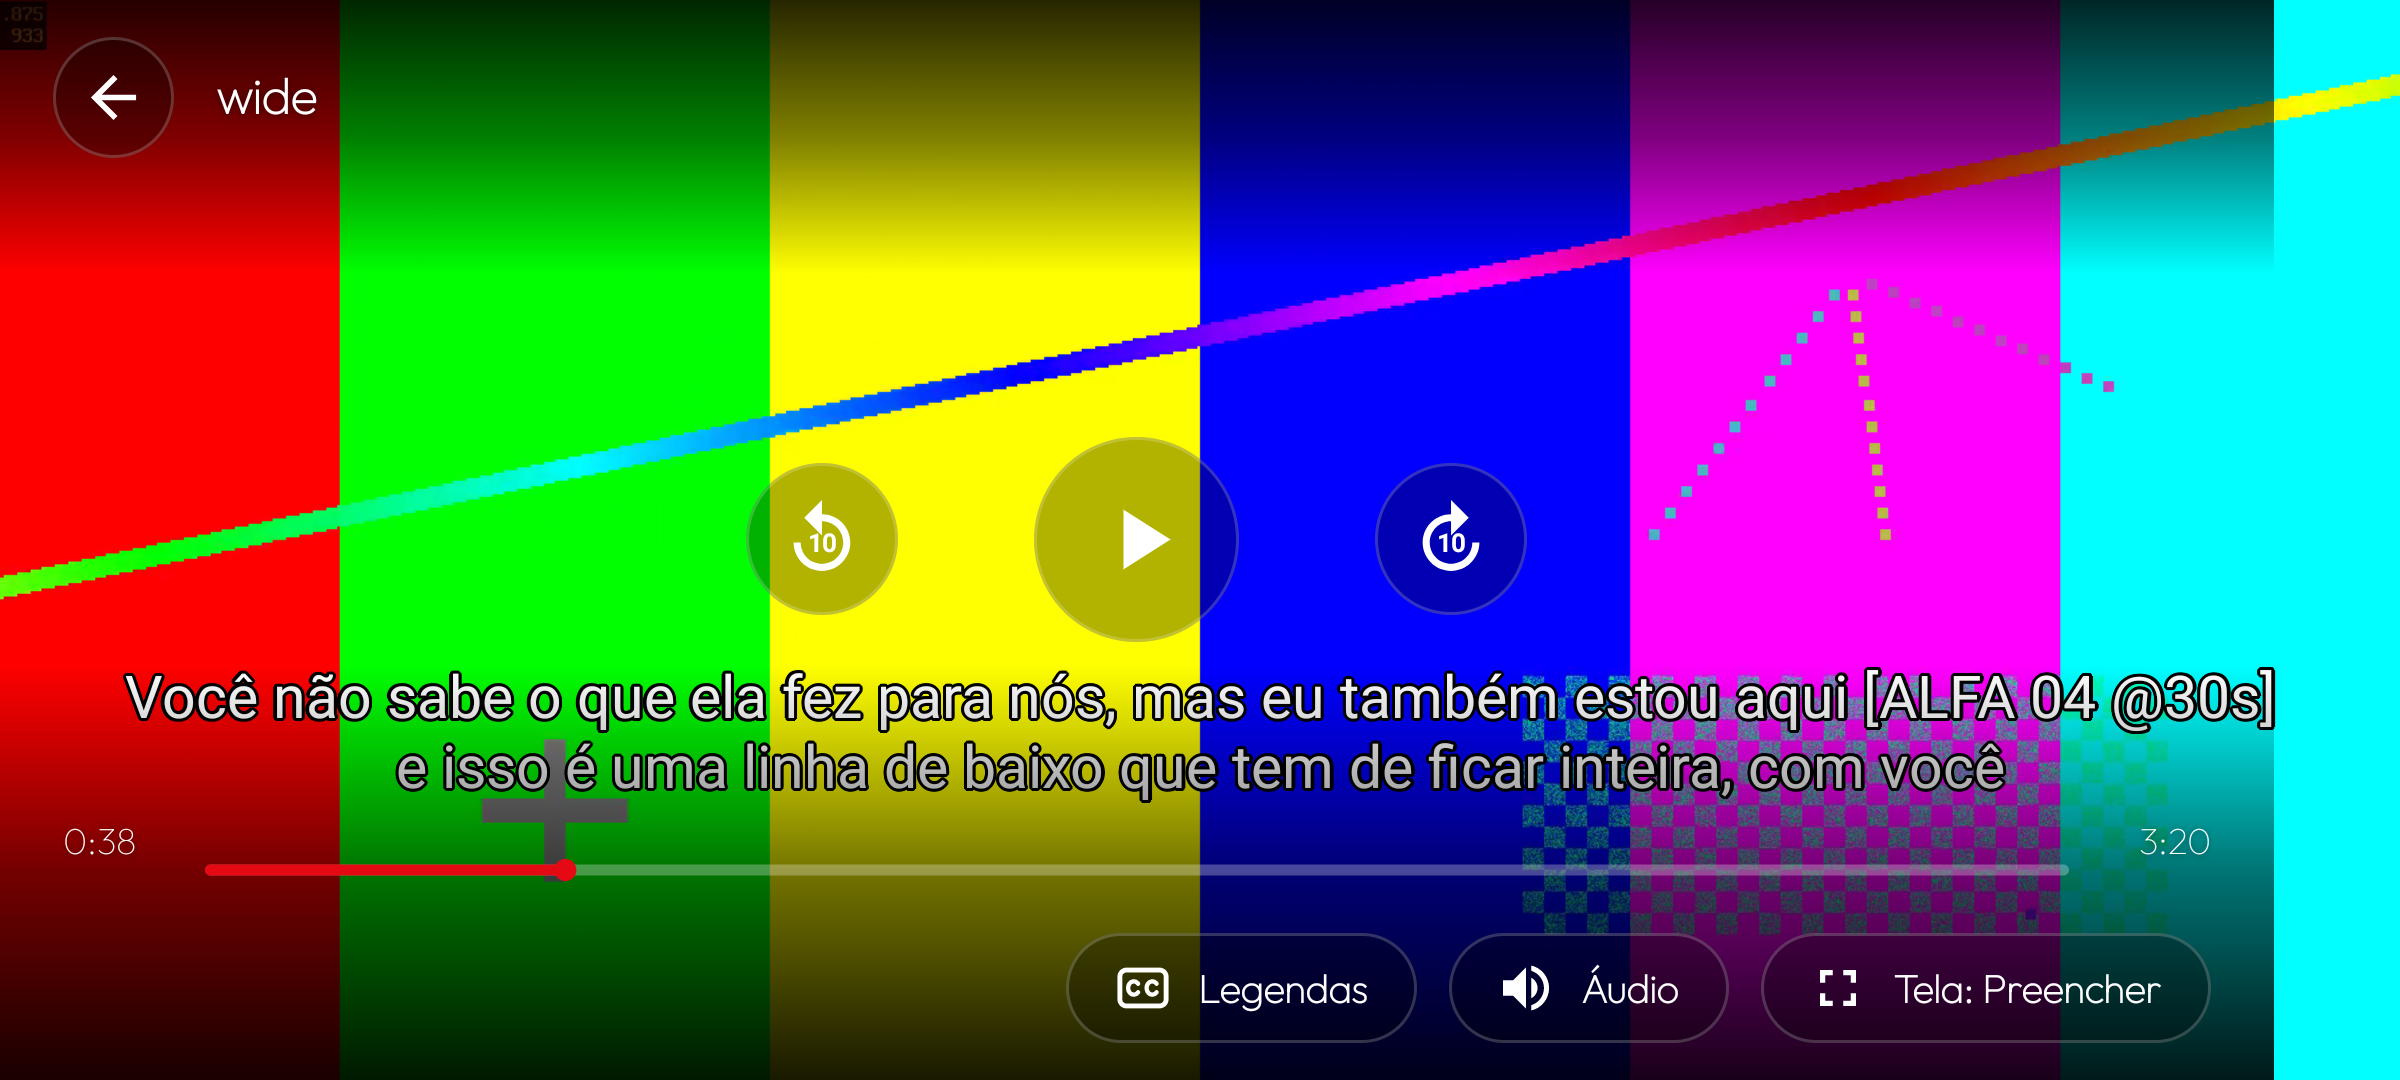 .875
933
wide
10
10
Você não sabe o que ela fez para nós, mas eu também estou aqui [ALFA 04 @30s]
e isso é uma linha de baixo que tem de ficar inteira, com você
0:38
3:20
CC Legendas
Áudio
Tela: Preencher